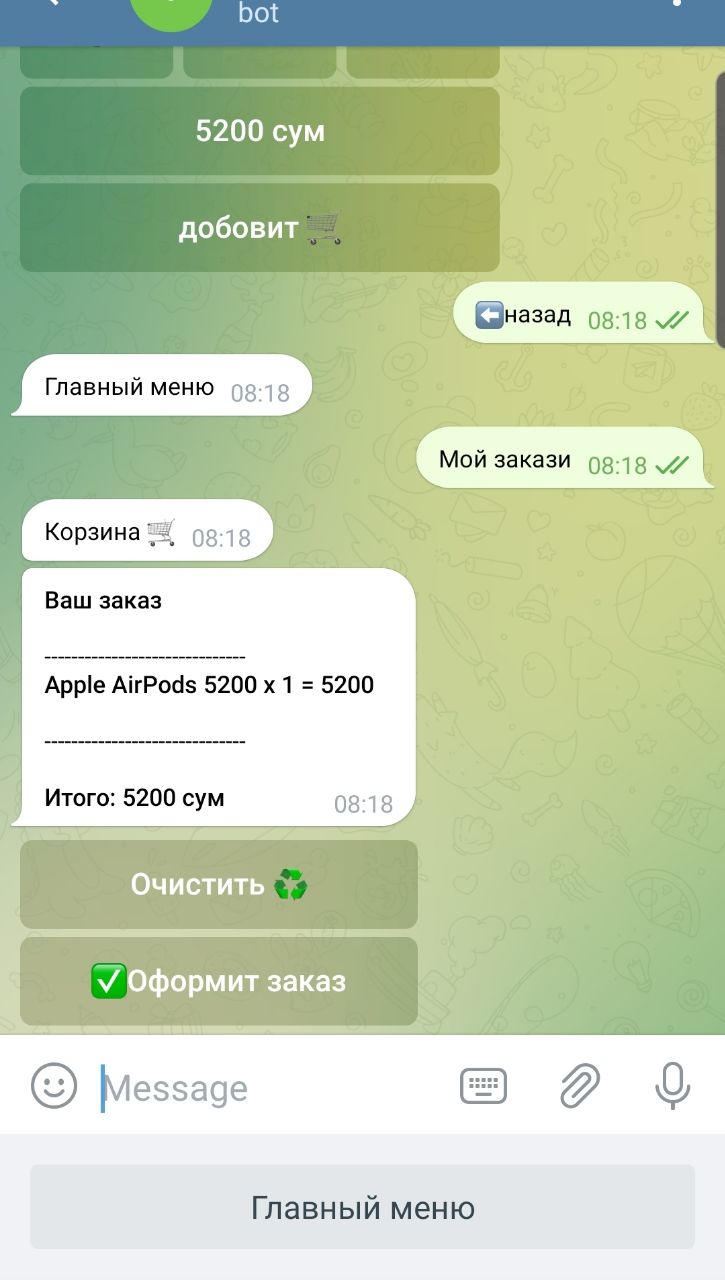 bot
5200 сум
добовит 🛒
⬅️назад 08:18
Главный меню 08:18
Мой закази 08:18
Корзина 🛒 08:18
Ваш заказ
------------------------------
Apple AirPods 5200 x 1 = 5200
------------------------------
Итого: 5200 сум 08:18
Очистить ♻️
✅Оформит заказ
Message
Главный меню